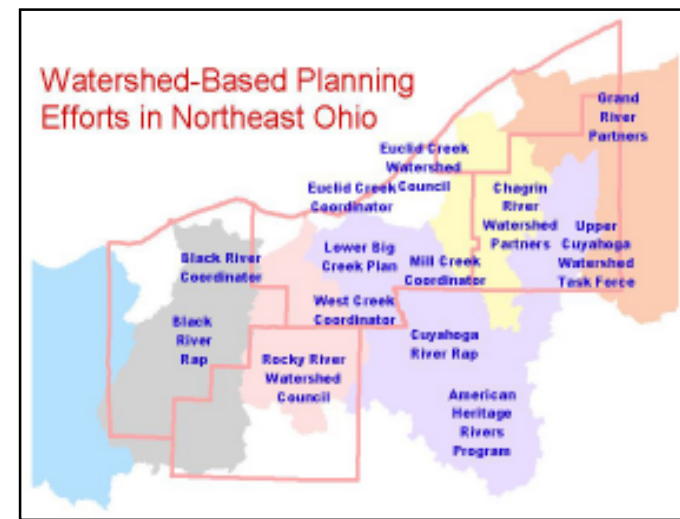 Watershed-Based Planning
Efforts in Northeast Ohio
Grand
River
Partners
Euclid Creek
Watershed
Council
Euclid Creek
Coordinator
Chagrin
River
Watershed
Partners
Upper
Cuyahoga
Watershed
Task Force
Black River
Coordinator
Lower Big
Creek Plan
Mill Creek
Coordinator
West Creek
Coordinator
Black
River
Rap
Cuyahoga
River Rap
Rocky River
Watershed
Council
American
Heritage
Rivers
Program